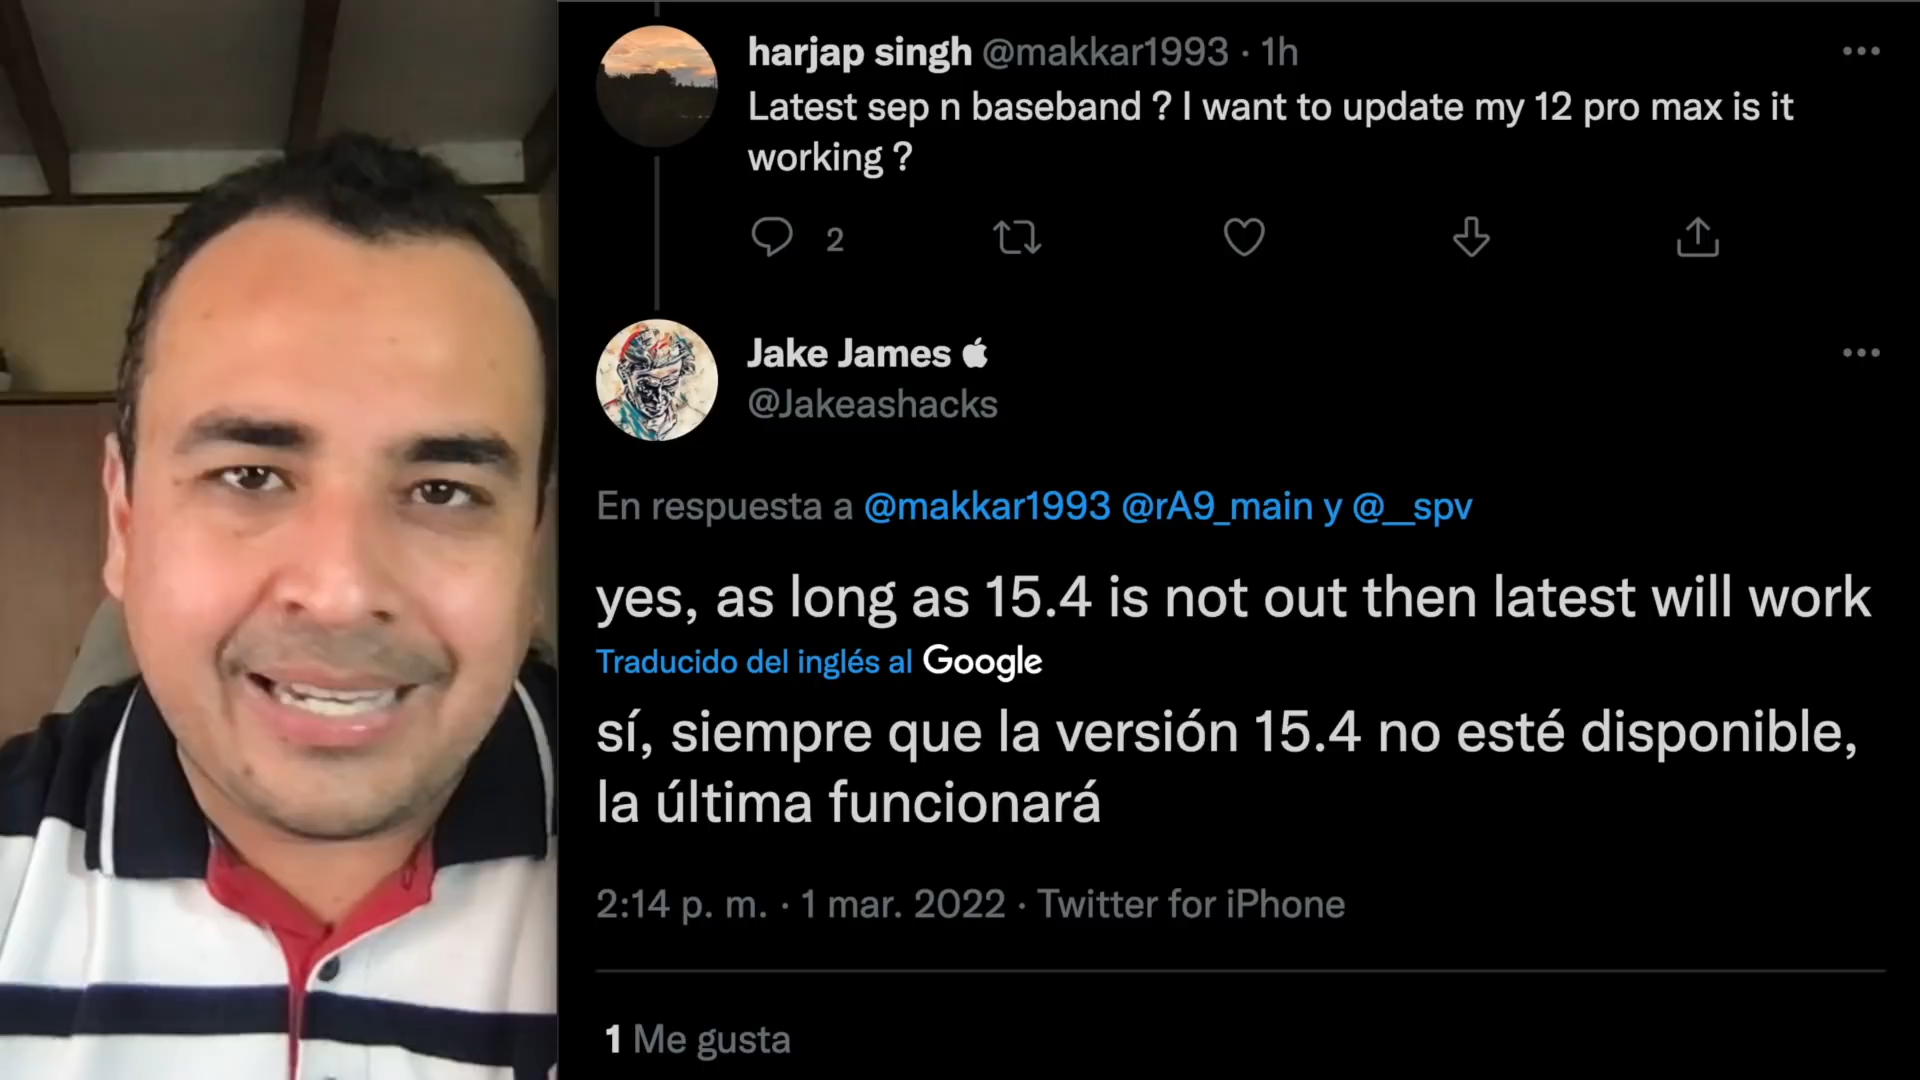 harjap singh @makkar1993 · 1h
Latest sep n baseband ? I want to update my 12 pro max is it
working ?
2
Jake James
@Jakeashacks
En respuesta a @makkar1993 @rA9_main y @__spv
yes, as long as 15.4 is not out then latest will work
Traducido del inglés al Google
sí, siempre que la versión 15.4 no esté disponible,
la última funcionará
2:14 p. m. · 1 mar. 2022 · Twitter for iPhone
1 Me gusta